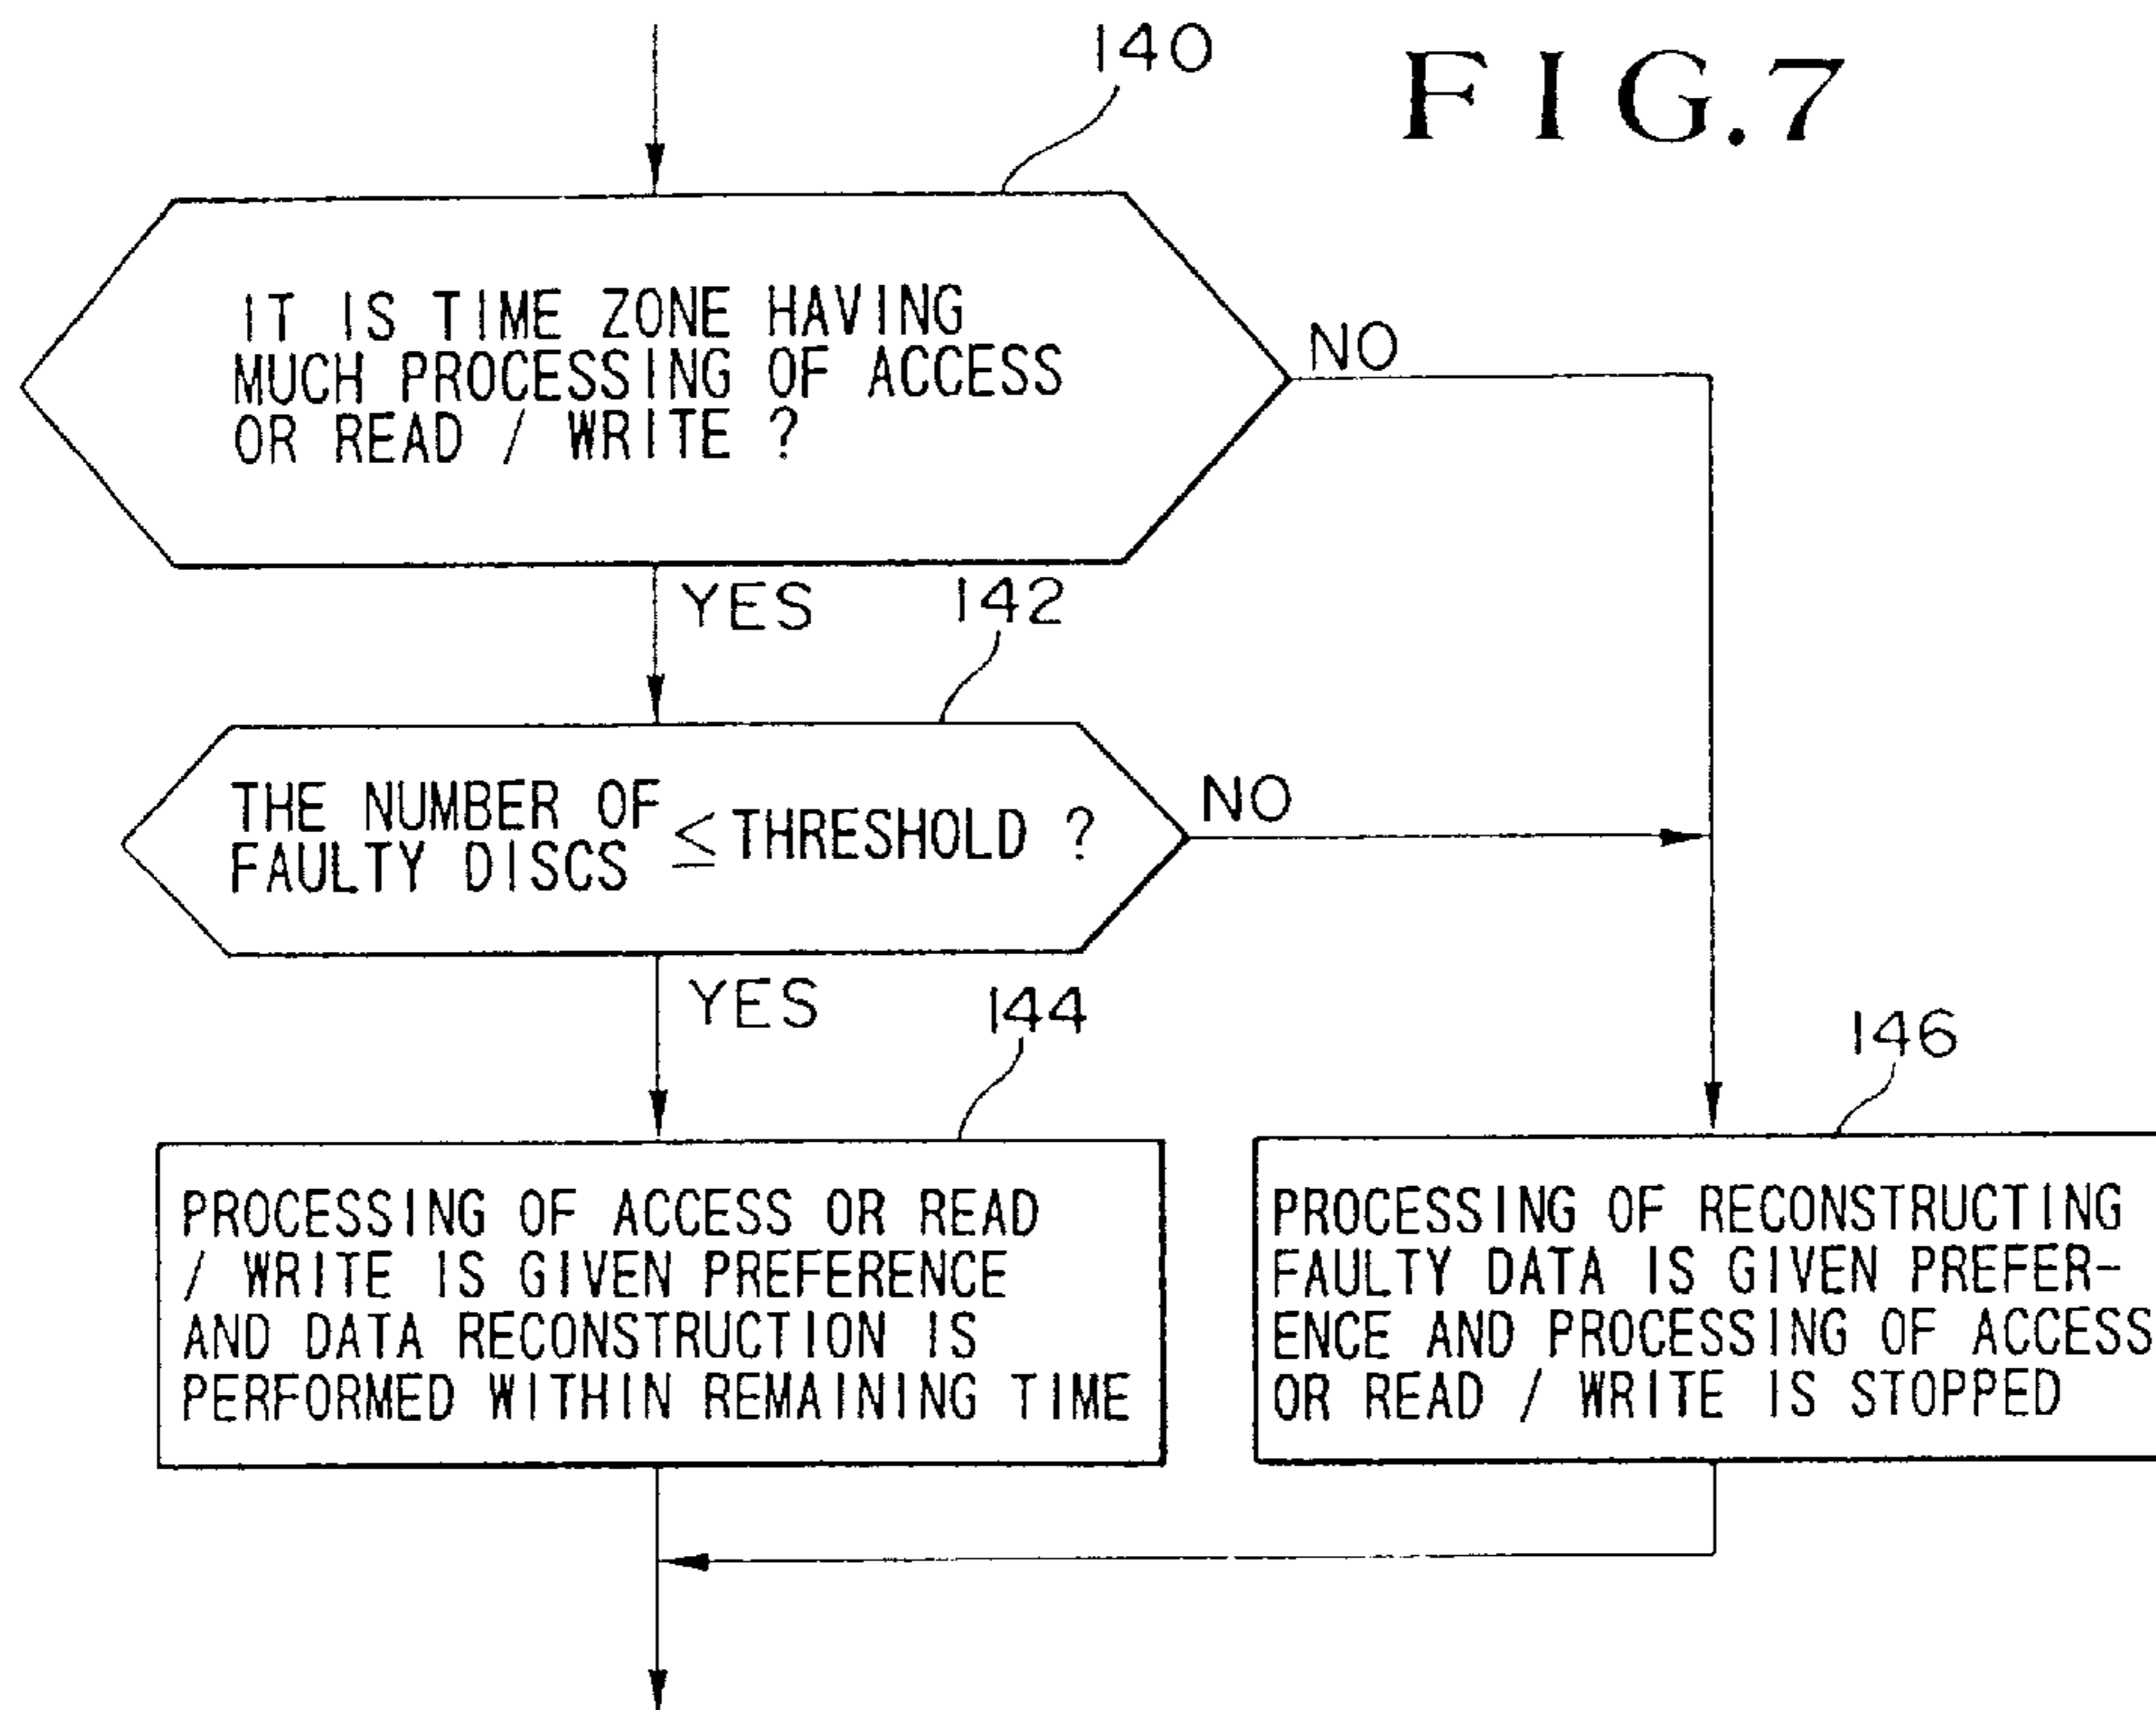 FIG.7
140
IT IS TIME ZONE HAVING
MUCH PROCESSING OF ACCESS
OR READ / WRITE ?
NO
YES
142
THE NUMBER OF
FAULTY DISCS ≤ THRESHOLD ?
NO
YES
144
PROCESSING OF ACCESS OR READ
/ WRITE IS GIVEN PREFERENCE
AND DATA RECONSTRUCTION IS
PERFORMED WITHIN REMAINING TIME
146
PROCESSING OF RECONSTRUCTING
FAULTY DATA IS GIVEN PREFER-
ENCE AND PROCESSING OF ACCESS
OR READ / WRITE IS STOPPED